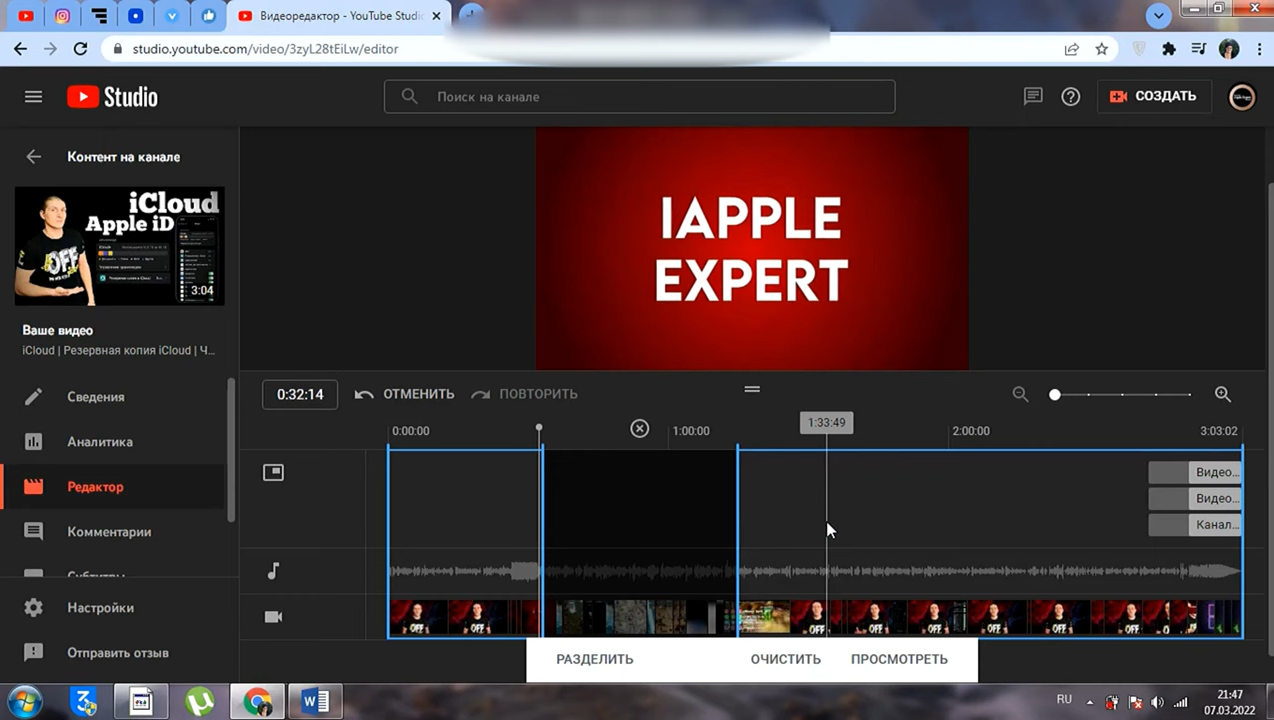 Видеоредактор - YouTube Studio
studio.youtube.com/video/3zyL28tEiLw/editor
Studio
Поиск на канале
СОЗДАТЬ
Контент на канале
iCloud
Apple iD
OFF
3:04
Ваше видео
iCloud | Резервная копия iCloud | Ч...
Сведения
Аналитика
Редактор
Комментарии
Субтитры
Настройки
Отправить отзыв
IAPPLE
EXPERT
0:32:14
ОТМЕНИТЬ
ПОВТОРИТЬ
1:33:49
0:00:00
1:00:00
2:00:00
3:03:02
Видео...
Видео...
Канал...
РАЗДЕЛИТЬ
ОЧИСТИТЬ
ПРОСМОТРЕТЬ
RU
21:47
07.03.2022